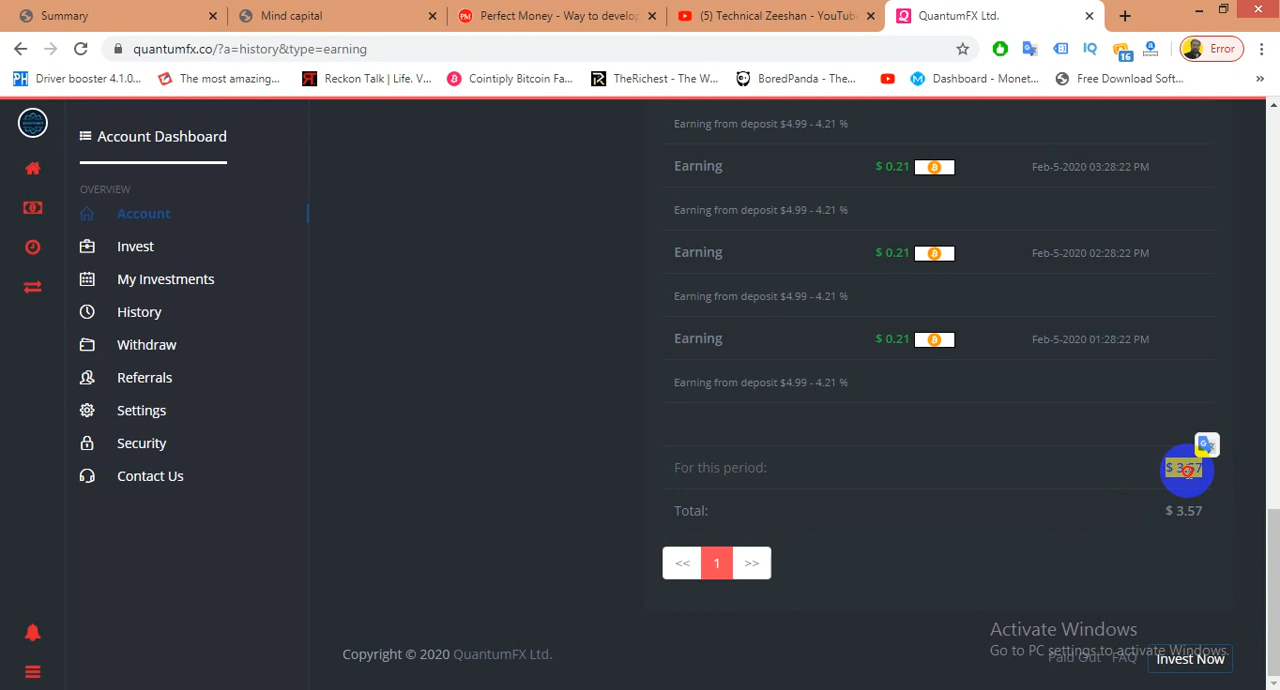 Summary
Mind capital
Perfect Money - Way to develop
(5) Technical Zeeshan - YouTube
QuantumFX Ltd.
quantumfx.co/?a=history&type=earning
16
IQ
Error
Driver booster 4.1.0...
The most amazing...
Reckon Talk | Life. V...
Cointiply Bitcoin Fa...
TheRichest - The W...
BoredPanda - The...
Dashboard - Monet...
Free Download Soft...
»
Account Dashboard
OVERVIEW
Account
Invest
My Investments
History
Withdraw
Referrals
Settings
Security
Contact Us
Earning from deposit $4.99 - 4.21 %
Earning $ 0.21 Feb-5-2020 03:28:22 PM
Earning from deposit $4.99 - 4.21 %
Earning $ 0.21 Feb-5-2020 02:28:22 PM
Earning from deposit $4.99 - 4.21 %
Earning $ 0.21 Feb-5-2020 01:28:22 PM
Earning from deposit $4.99 - 4.21 %
For this period: $ 3.57
Total: $ 3.57
<< 1 >>
Activate Windows
Go to PC settings to activate Windows.
Copyright © 2020 QuantumFX Ltd.
Paid Out FAQ Invest Now